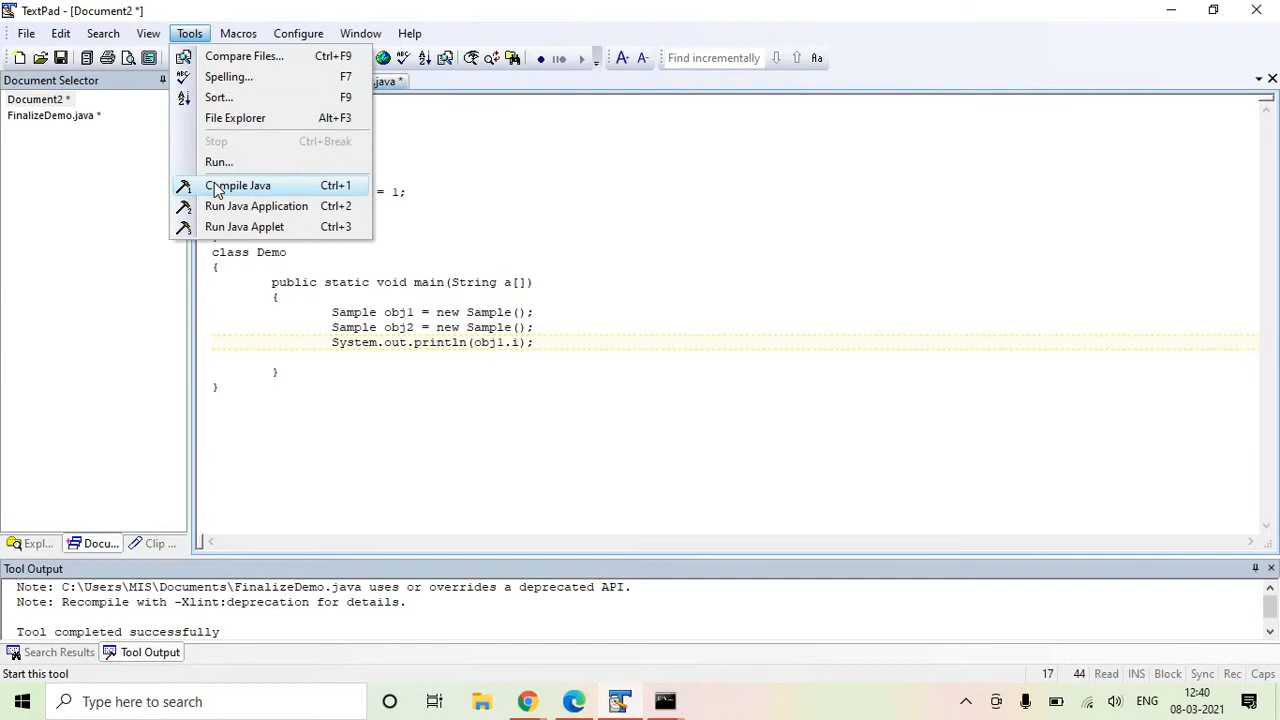 TextPad - [Document2 *]
File Edit Search View Tools Macros Configure Window Help
Find incrementally Aa
Document Selector
Document2 *
FinalizeDemo.java *
java *
Compare Files... Ctrl+F9
Spelling... F7
Sort... F9
File Explorer Alt+F3
Stop Ctrl+Break
Run...
Compile Java Ctrl+1
Run Java Application Ctrl+2
Run Java Applet Ctrl+3
= 1;
class Demo
{
public static void main(String a[])
{
Sample obj1 = new Sample();
Sample obj2 = new Sample();
System.out.println(obj1.i);
}
}
Expl... Docu... Clip ...
Tool Output
Note: C:\Users\MIS\Documents\FinalizeDemo.java uses or overrides a deprecated API.
Note: Recompile with -Xlint:deprecation for details.
Tool completed successfully
Search Results Tool Output
Start this tool 17 44 Read INS Block Sync Rec Caps
Type here to search ENG 12:40
08-03-2021